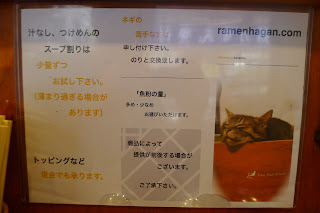 汁なし、つけめんの
スープ割りは
少量ずつ
お試し下さい。
(薄まり過ぎる場合が
あります)
トッピングなど
現金でも承ります。
ネギの
苦手な方は
申し付け下さい。
のりと交換致します。
「魚粉の量」
多め・少なめ
お選びいただけます。
商品によって
提供が前後する場合が
ございます。
ご了承下さい。
ramenhagan.com